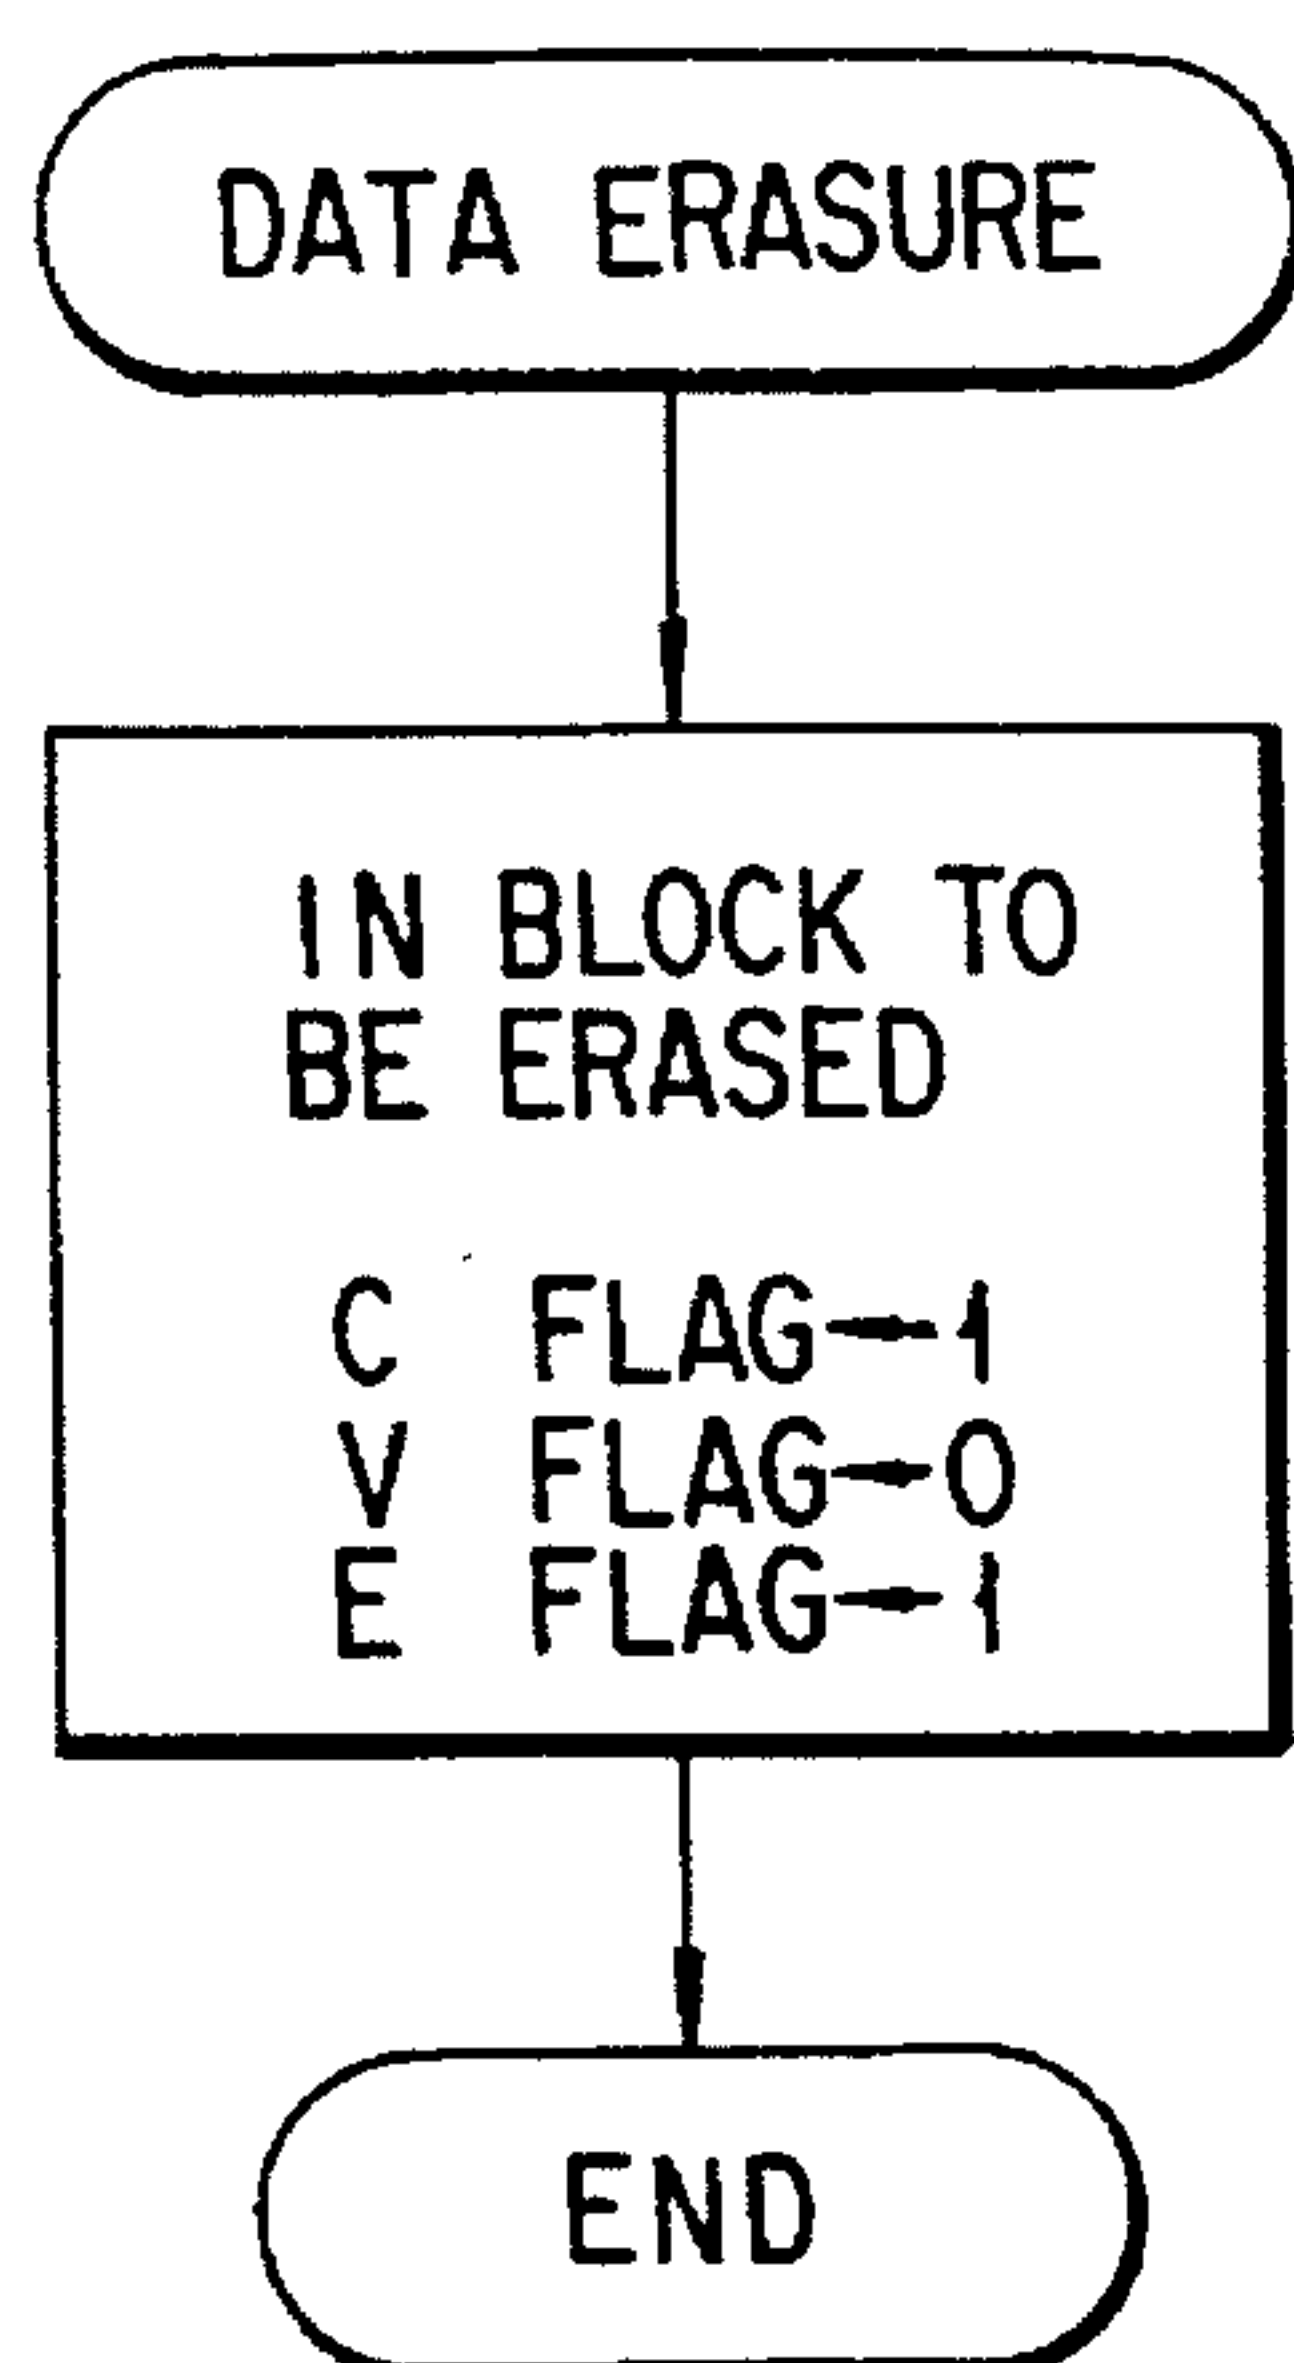 DATA ERASURE
IN BLOCK TO
BE ERASED
C FLAG→1
V FLAG→0
E FLAG→1
END